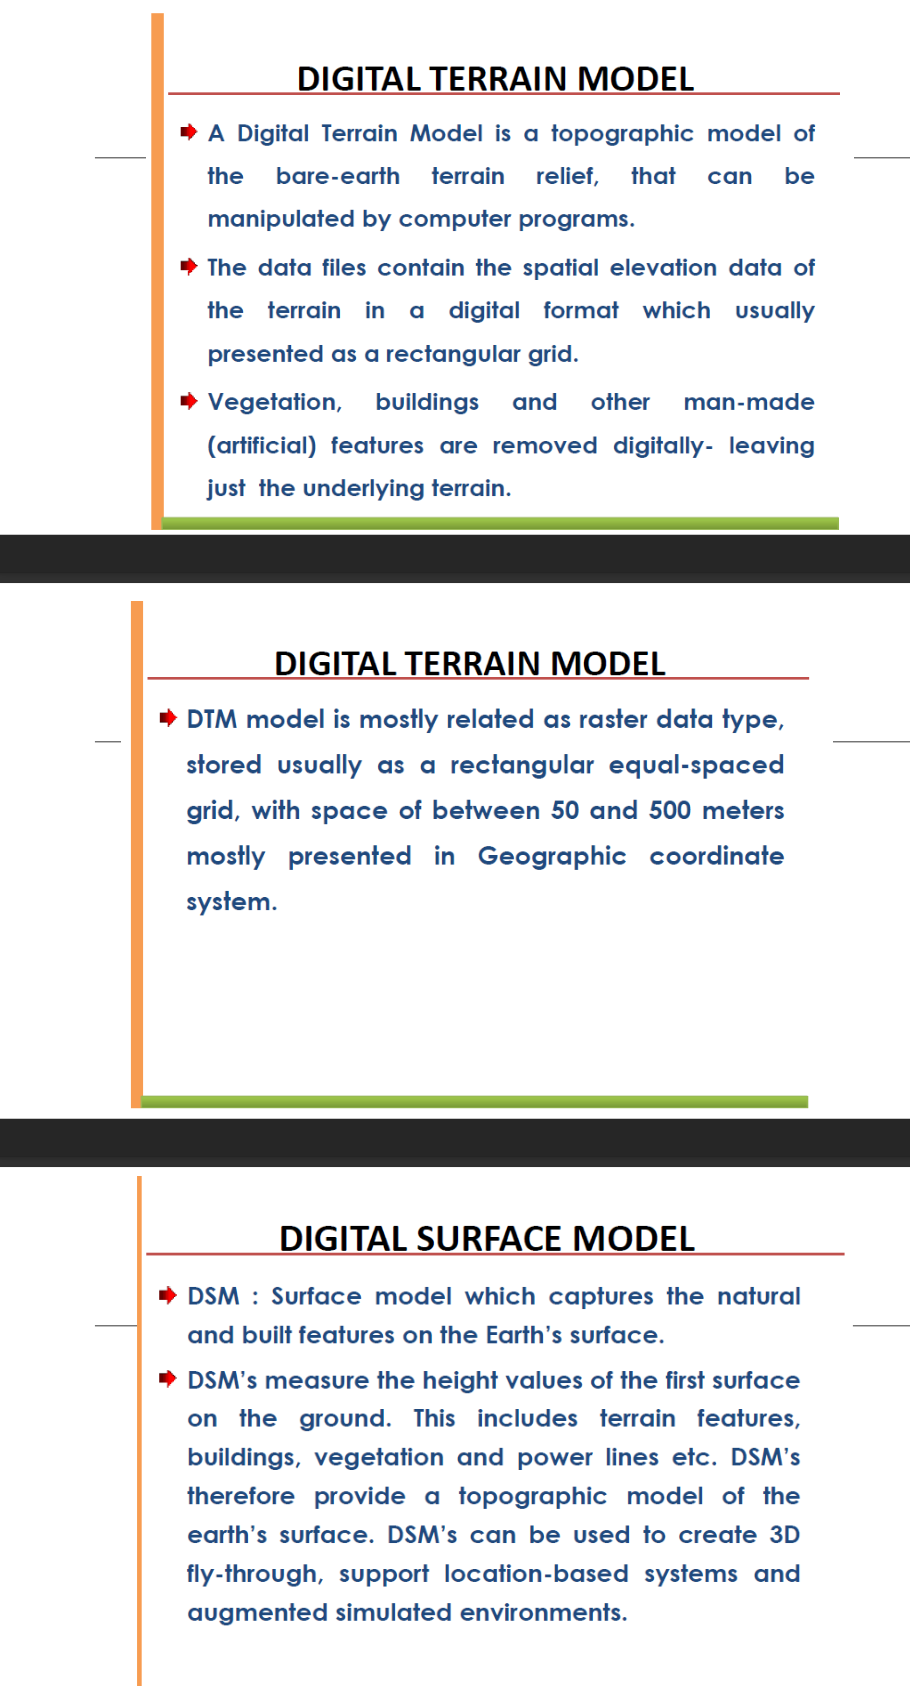 DIGITAL TERRAIN MODEL
A Digital Terrain Model is a topographic model of
the bare-earth terrain relief, that can be
manipulated by computer programs.
The data files contain the spatial elevation data of
the terrain in a digital format which usually
presented as a rectangular grid.
Vegetation, buildings and other man-made
(artificial) features are removed digitally- leaving
just the underlying terrain.
DIGITAL TERRAIN MODEL
DTM model is mostly related as raster data type,
stored usually as a rectangular equal-spaced
grid, with space of between 50 and 500 meters
mostly presented in Geographic coordinate
system.
DIGITAL SURFACE MODEL
DSM : Surface model which captures the natural
and built features on the Earth's surface.
DSM's measure the height values of the first surface
on the ground. This includes terrain features,
buildings, vegetation and power lines etc. DSM's
therefore provide a topographic model of the
earth's surface. DSM's can be used to create 3D
fly-through, support location-based systems and
augmented simulated environments.